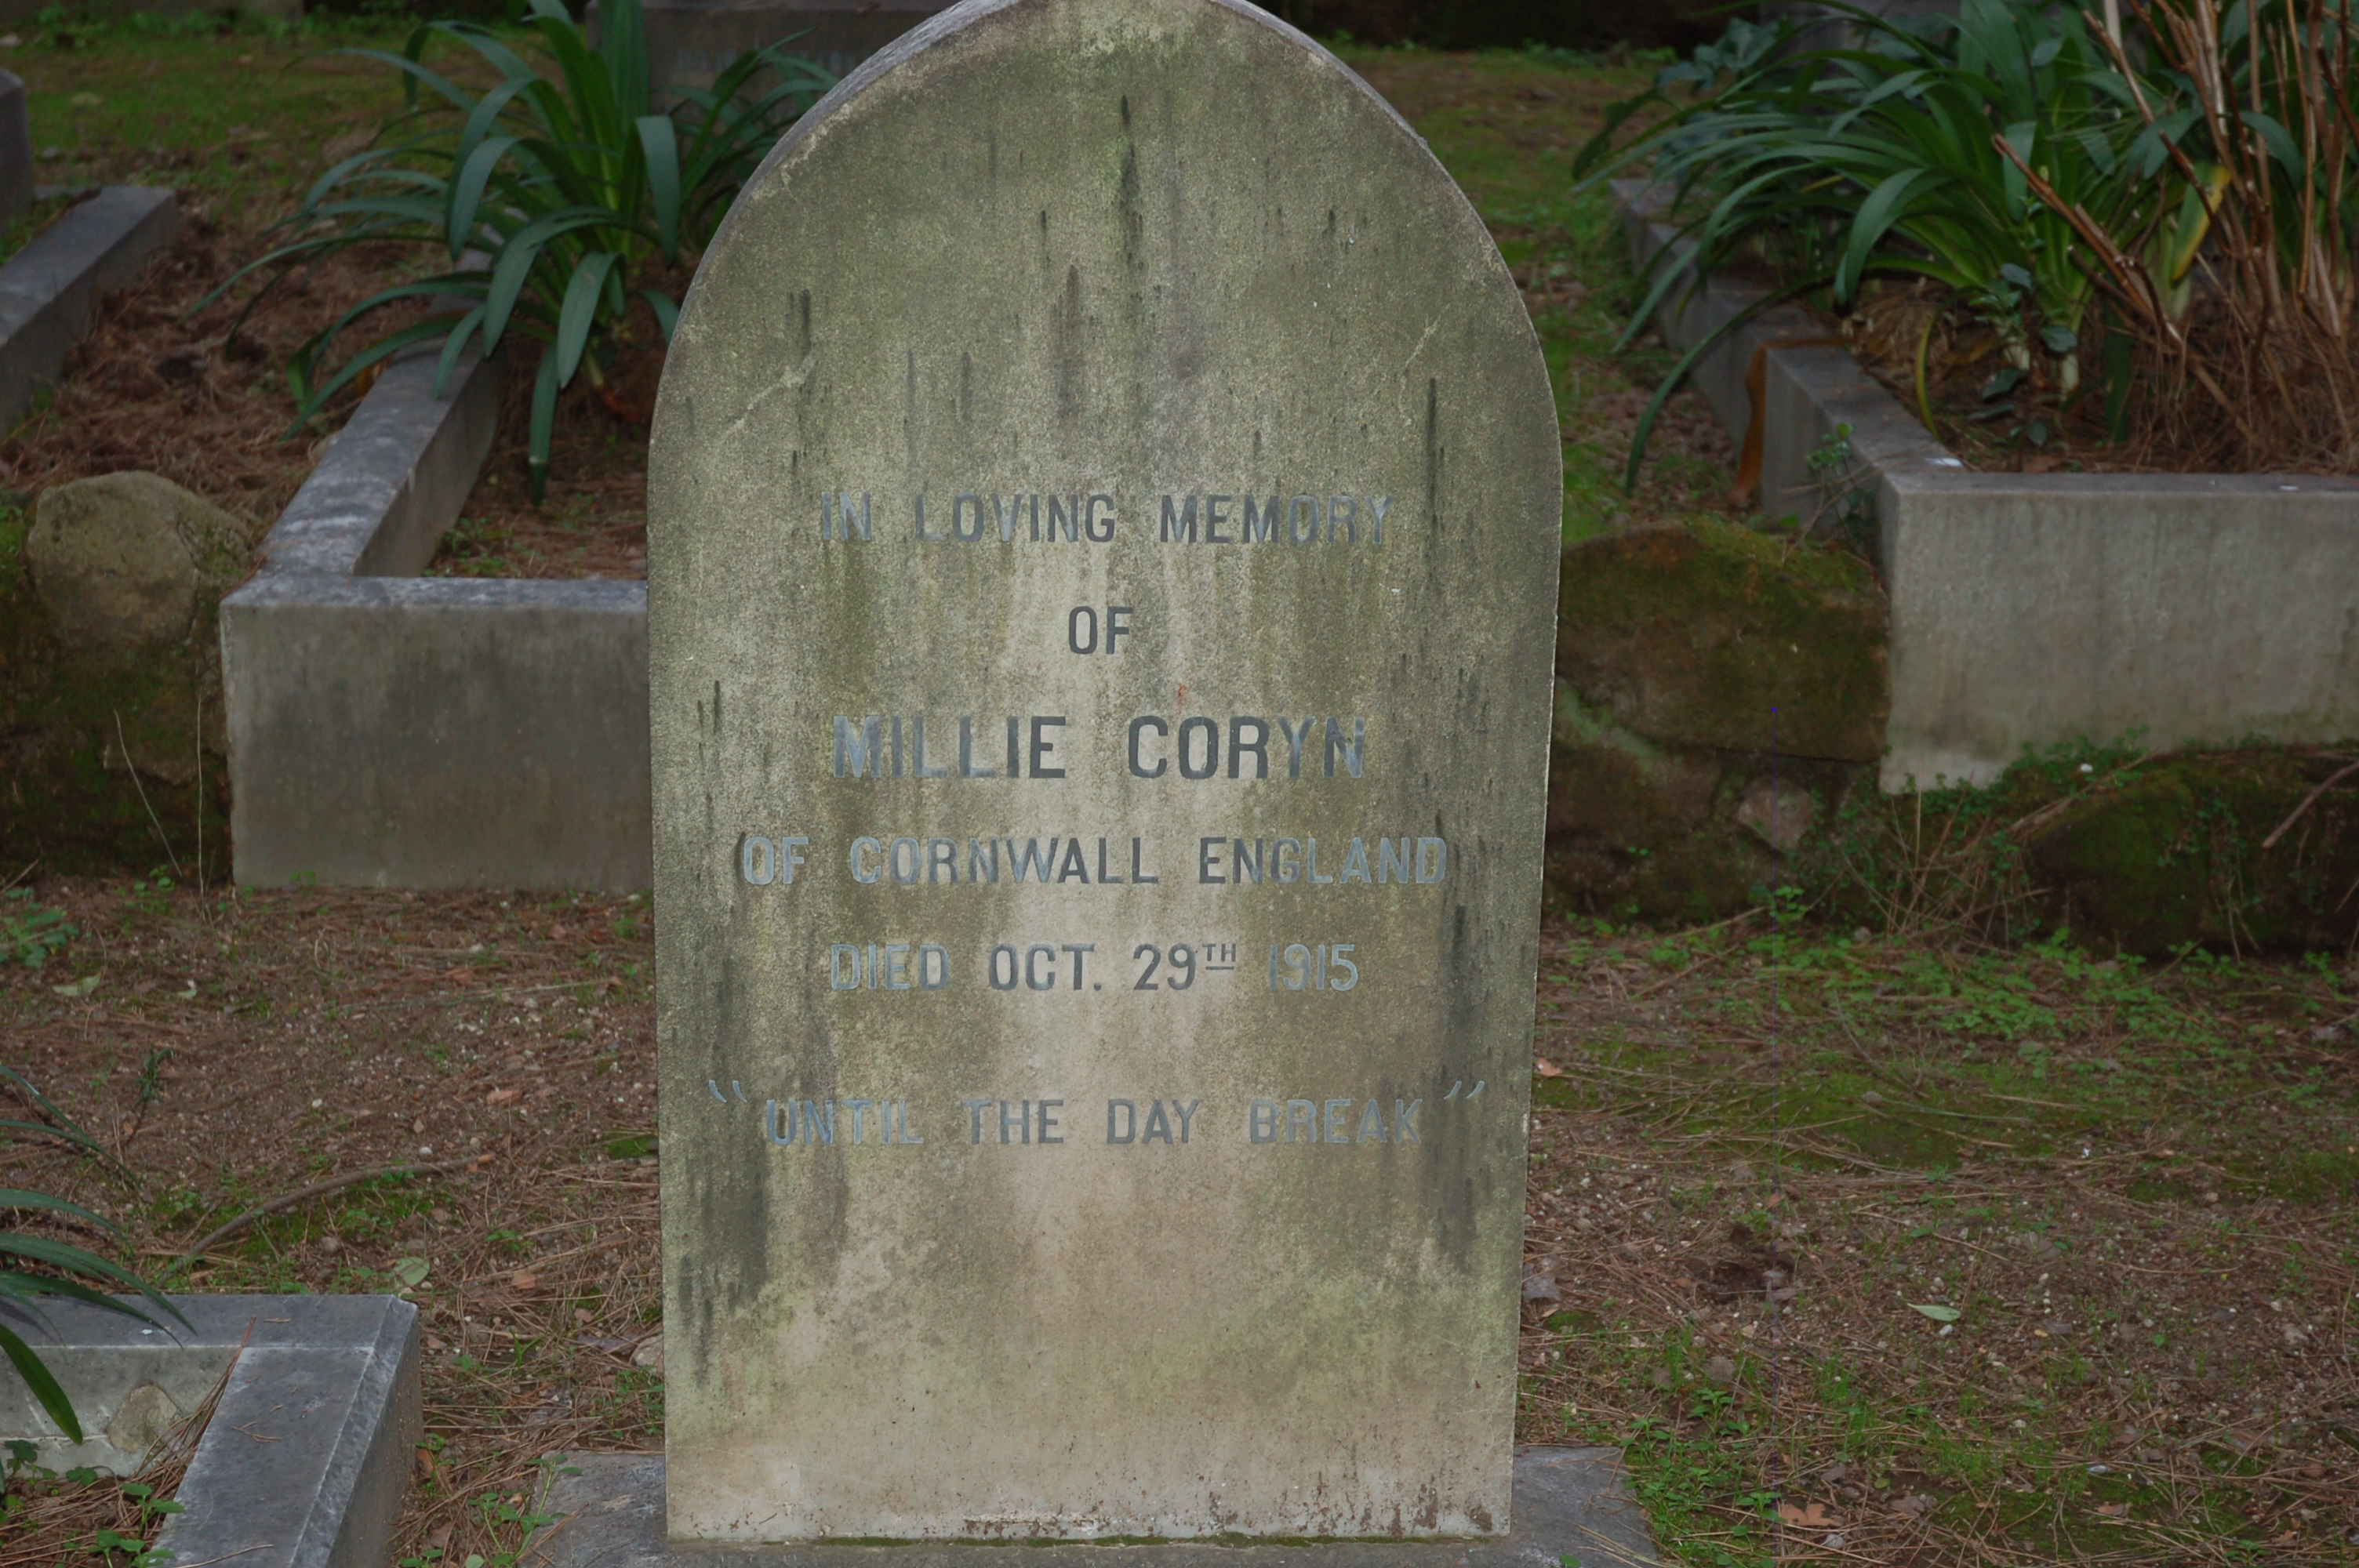 IN LOVING MEMORY
OF
MILLIE CORYN
OF CORNWALL ENGLAND
DIED OCT. 29TH 1915
"UNTIL THE DAY BREAK"